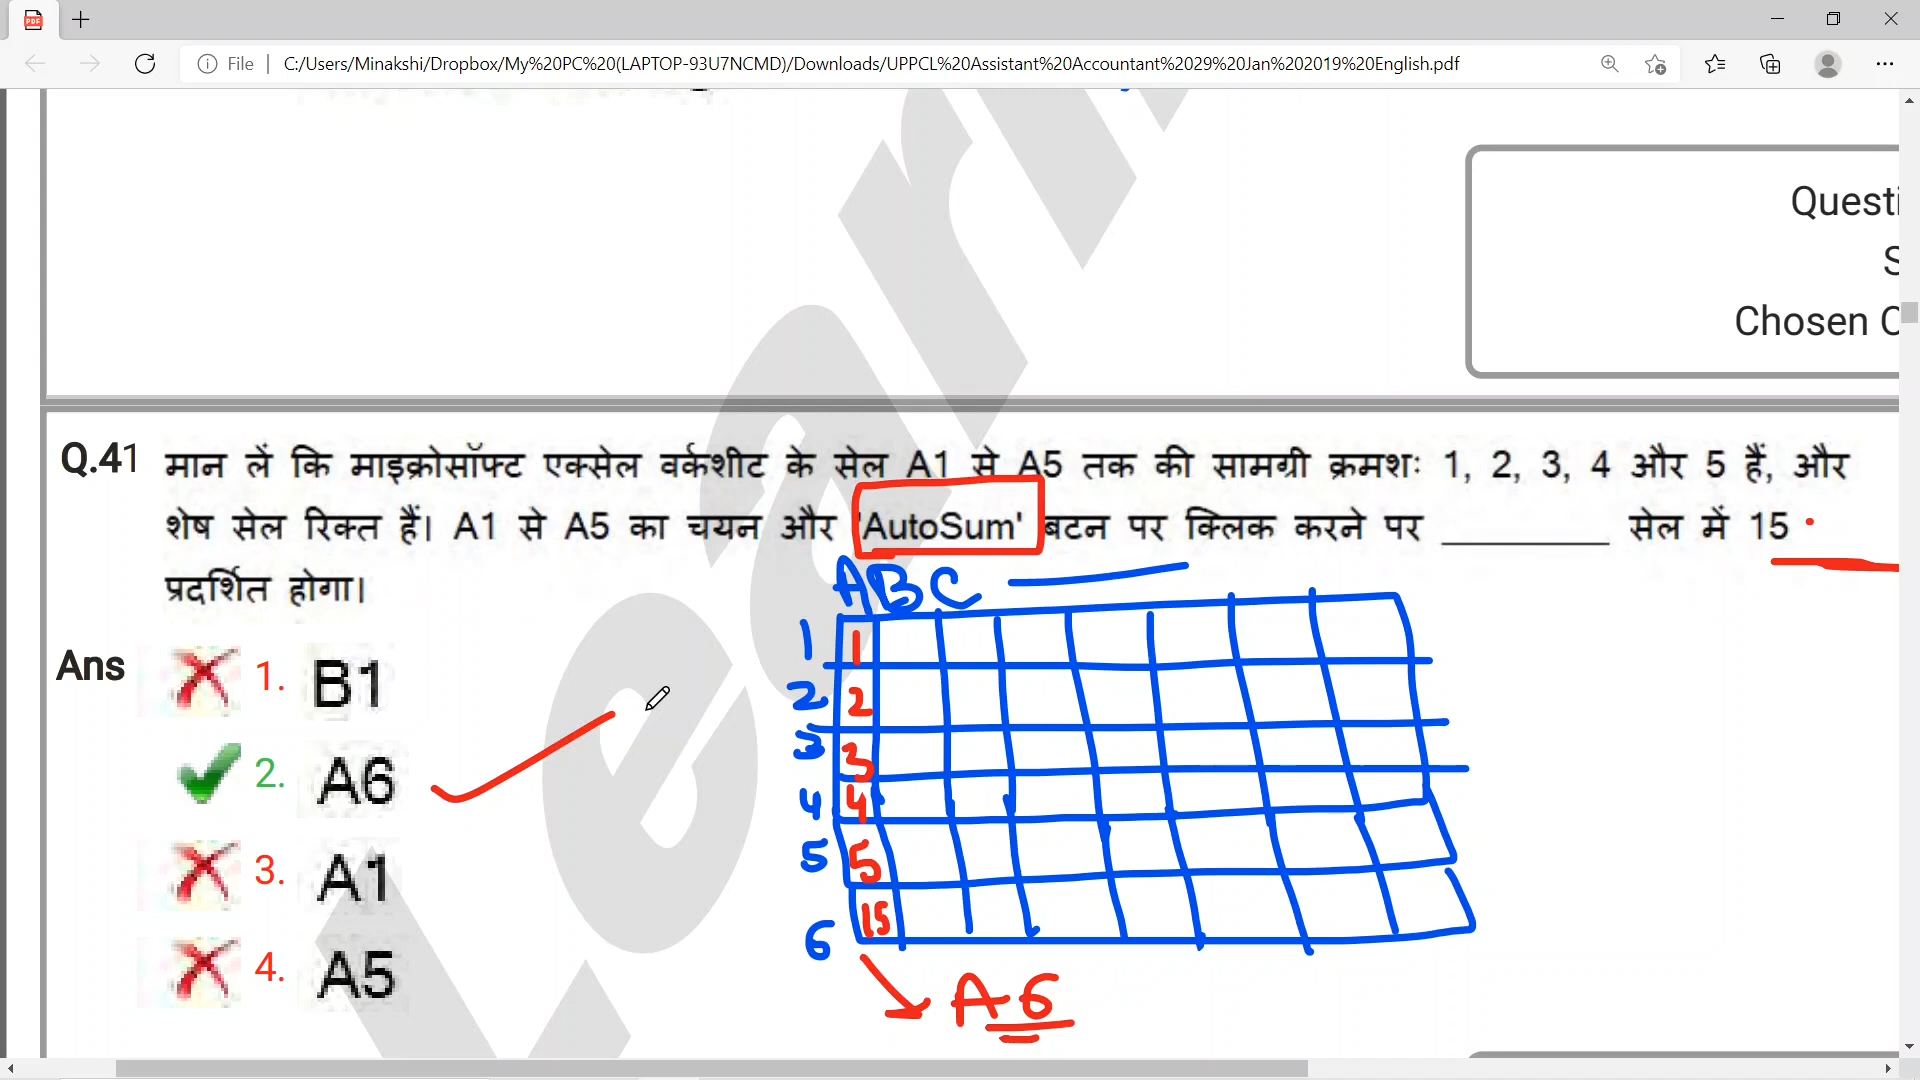 File
C:/Users/Minakshi/Dropbox/My%20PC%20(LAPTOP-93U7NCMD)/Downloads/UPPCL%20Assistant%20Accountant%2029%20Jan%202019%20English.pdf
Questi
S
Chosen O
Q.41 मान लें कि माइक्रोसॉफ्ट एक्सेल वर्कशीट के सेल A1 से A5 तक की सामग्री क्रमशः 1, 2, 3, 4 और 5 हैं, और
शेष सेल रिक्त हैं। A1 से A5 का चयन और 'AutoSum' बटन पर क्लिक करने पर ________ सेल में 15
प्रदर्शित होगा।
A B C
Ans 1. B1
2. A6
3. A1
4. A5
1 1
2 2
3 3
4 4
5 5
6 15
A6
Learn